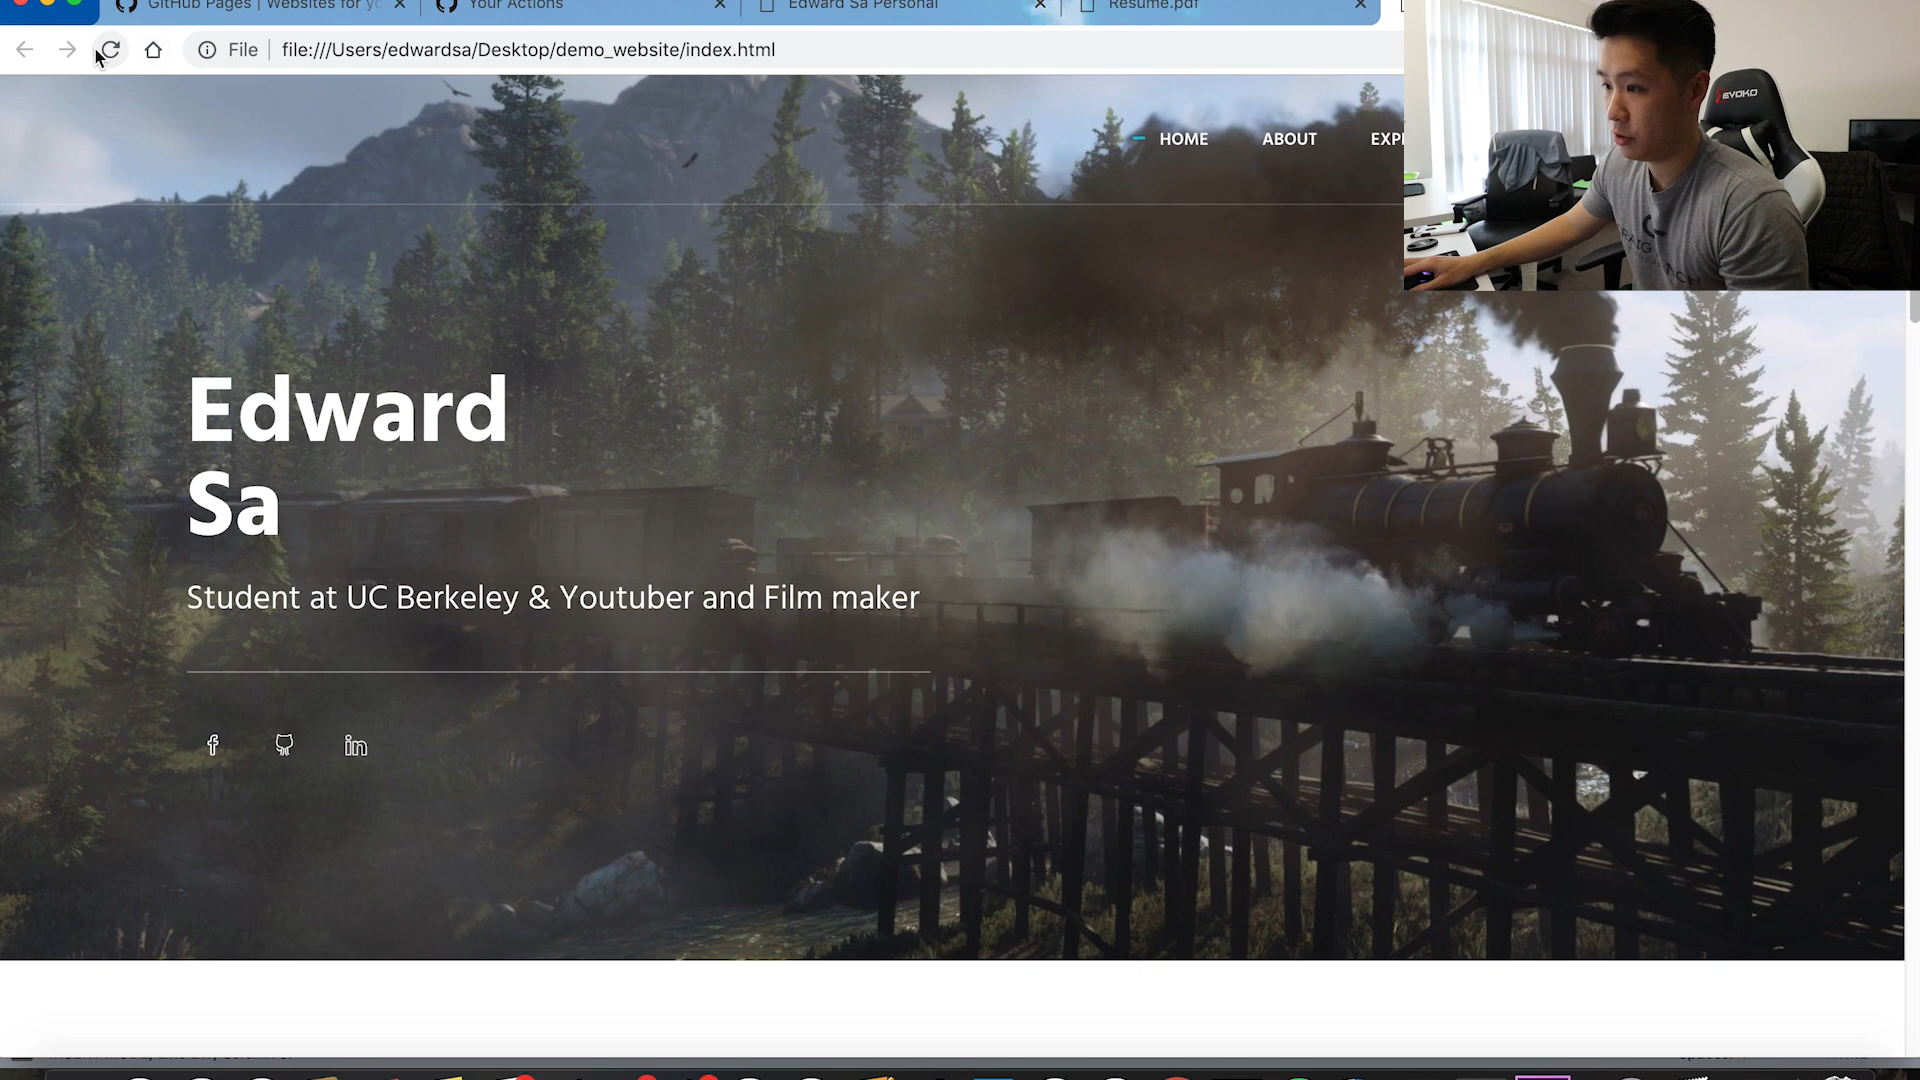 GitHub Pages | Websites for yo
Your Actions
Edward Sa Personal
Resume.pdf
File
file:///Users/edwardsa/Desktop/demo_website/index.html
HOME
ABOUT
EXP
EVOKO
Edward
Sa
Student at UC Berkeley & Youtuber and Film maker